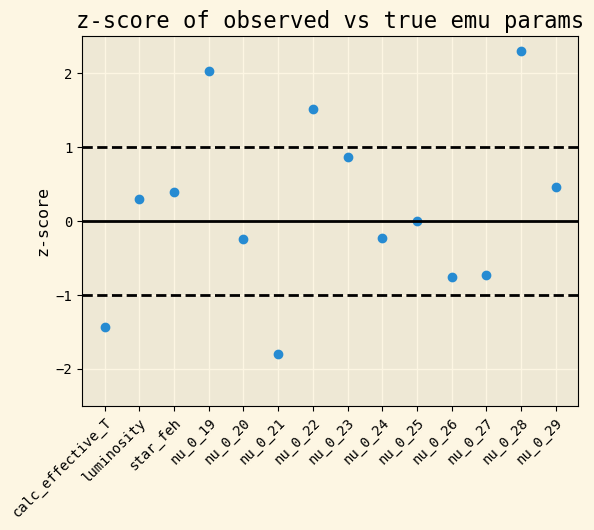 z-score of observed vs true emu params
z-score
2
1
0
−1
−2
calc_effective_T
luminosity
star_feh
nu_0_19
nu_0_20
nu_0_21
nu_0_22
nu_0_23
nu_0_24
nu_0_25
nu_0_26
nu_0_27
nu_0_28
nu_0_29